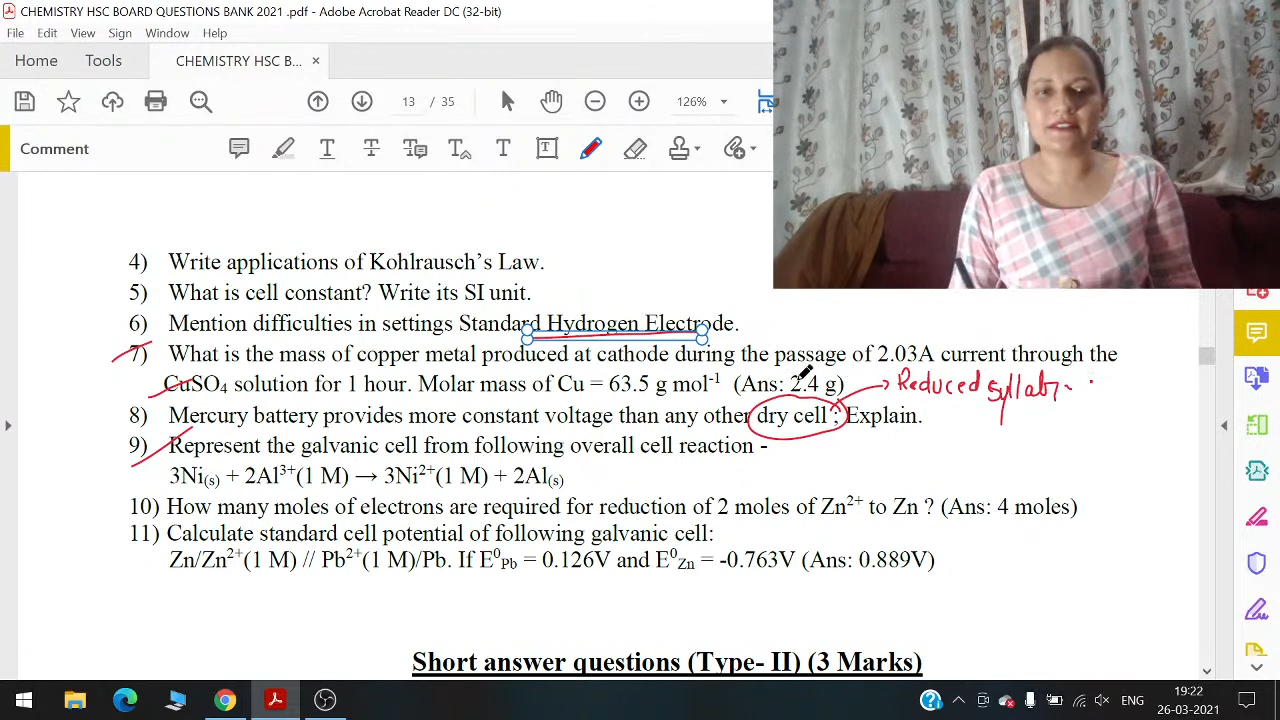 CHEMISTRY HSC BOARD QUESTIONS BANK 2021 .pdf - Adobe Acrobat Reader DC (32-bit)
File Edit View Sign Window Help
Home Tools CHEMISTRY HSC B... ×
13 / 35 126%
Comment
4) Write applications of Kohlrausch’s Law.
5) What is cell constant? Write its SI unit.
6) Mention difficulties in settings Standard Hydrogen Electrode.
7) What is the mass of copper metal produced at cathode during the passage of 2.03A current through the
CuSO₄ solution for 1 hour. Molar mass of Cu = 63.5 g mol⁻¹ (Ans: 2.4 g)
Reduced syllab
8) Mercury battery provides more constant voltage than any other dry cell’; Explain.
9) Represent the galvanic cell from following overall cell reaction -
3Ni(s) + 2Al³⁺(1 M) → 3Ni²⁺(1 M) + 2Al(s)
10) How many moles of electrons are required for reduction of 2 moles of Zn²⁺ to Zn ? (Ans: 4 moles)
11) Calculate standard cell potential of following galvanic cell:
Zn/Zn²⁺(1 M) // Pb²⁺(1 M)/Pb. If E⁰Pb = 0.126V and E⁰Zn = -0.763V (Ans: 0.889V)
Short answer questions (Type- II) (3 Marks)
ENG
19:22
26-03-2021